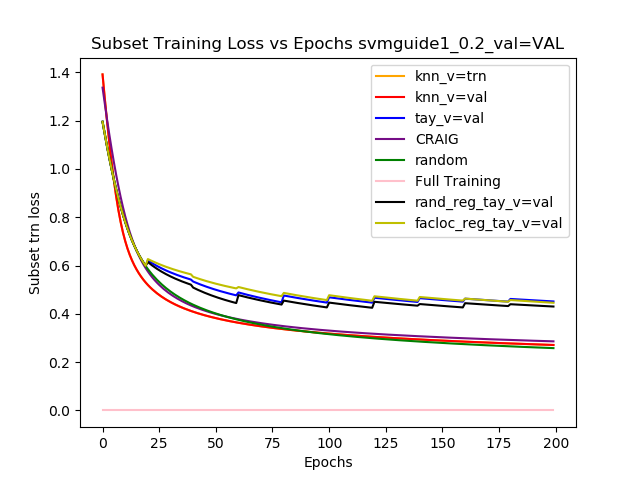 Subset Training Loss vs Epochs svmguide1_0.2_val=VAL
knn_v=trn
knn_v=val
tay_v=val
CRAIG
random
Full Training
rand_reg_tay_v=val
facloc_reg_tay_v=val
Subset trn loss
1.4
1.2
1.0
0.8
0.6
0.4
0.2
0.0
0 25 50 75 100 125 150 175 200
Epochs